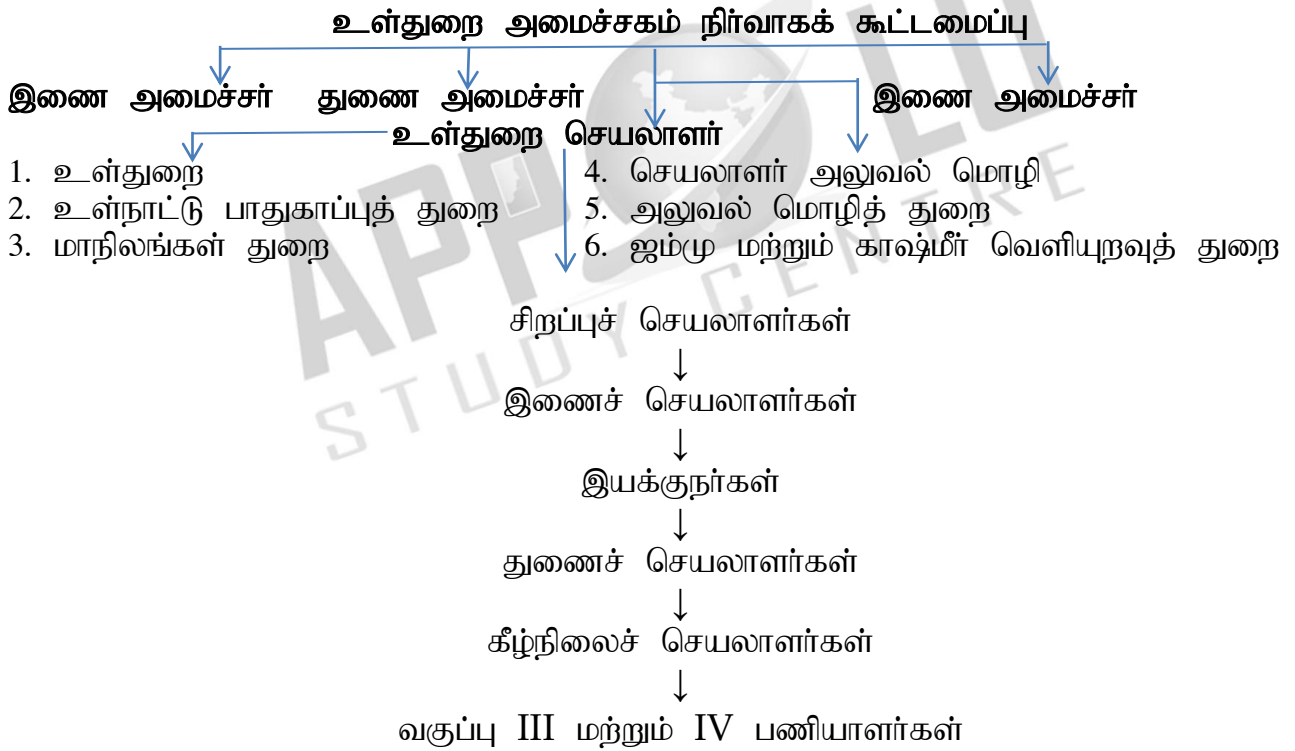 உள்துறை அமைச்சகம் நிர்வாகக் கூட்டமைப்பு
இணை அமைச்சர் துணை அமைச்சர் இணை அமைச்சர்
உள்துறை செயலாளர்
1. உள்துறை
2. உள்நாட்டு பாதுகாப்புத் துறை
3. மாநிலங்கள் துறை
4. செயலாளர் அலுவல் மொழி
5. அலுவல் மொழித் துறை
6. ஜம்மு மற்றும் காஷ்மீர் வெளியுறவுத் துறை
சிறப்புச் செயலாளர்கள்
↓
இணைச் செயலாளர்கள்
↓
இயக்குநர்கள்
↓
துணைச் செயலாளர்கள்
↓
கீழ்நிலைச் செயலாளர்கள்
↓
வகுப்பு III மற்றும் IV பணியாளர்கள்
APPOLO
STUDY CENTRE